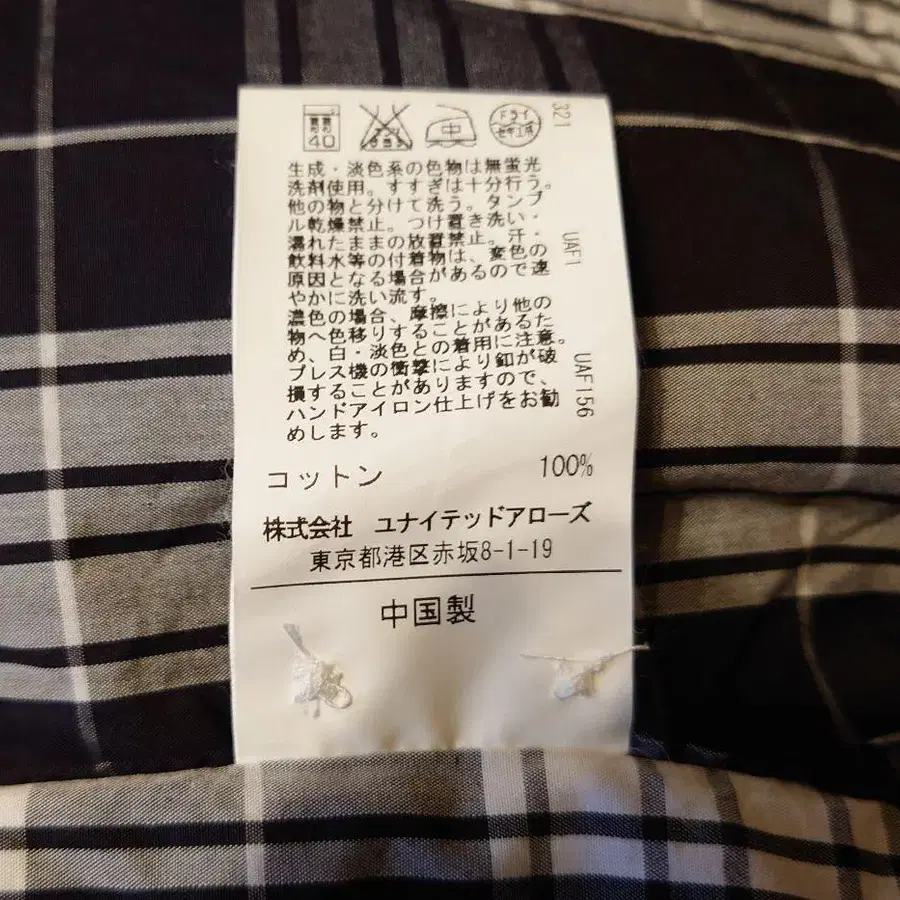 40
中
ドライ
セキユ系
321
生成・淡色系の色物は無蛍光
洗剤使用。すすぎは十分行う。
他の物と分けて洗う。タンブ
ル乾燥禁止。つけ置き洗い・
濡れたままの放置禁止。汗・
飲料水等の付着物は、変色の
原因となる場合があるので速
やかに洗い流す。
濃色の場合、摩擦により他の
物へ色移りすることがあるた
め、白・淡色との着用に注意。
プレス機の衝撃により釦が破
損することがありますので、
ハンドアイロン仕上げをお勧
めします。
UAF1
UAF156
コットン 100%
株式会社 ユナイテッドアローズ
東京都港区赤坂8-1-19
中国製